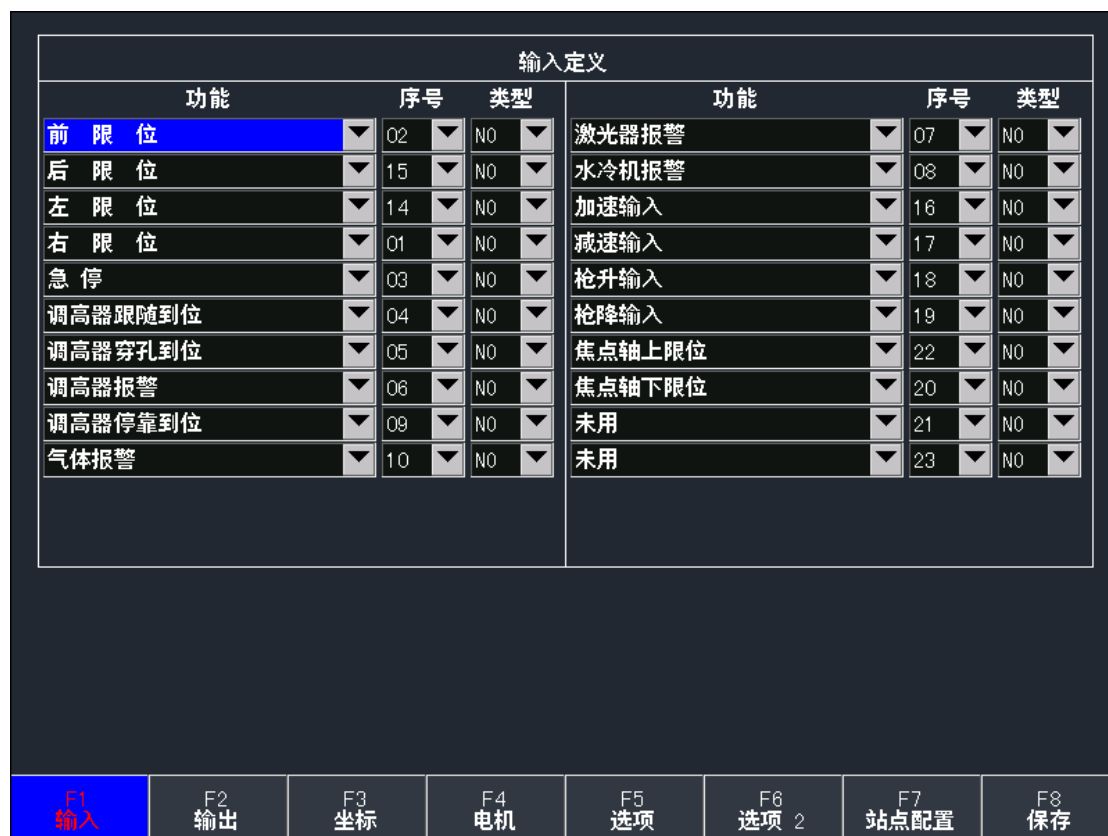 输入定义
功能 序号 类型 功能 序号 类型
前 限 位 02 NO 激光器报警 07 NO
后 限 位 15 NO 水冷机报警 08 NO
左 限 位 14 NO 加速输入 16 NO
右 限 位 01 NO 减速输入 17 NO
急 停 03 NO 枪升输入 18 NO
调高器跟随到位 04 NO 枪降输入 19 NO
调高器穿孔到位 05 NO 焦点轴上限位 22 NO
调高器报警 06 NO 焦点轴下限位 20 NO
调高器停靠到位 09 NO 未用 21 NO
气体报警 10 NO 未用 23 NO
F1 F2 F3 F4 F5 F6 F7 F8
输入 输出 坐标 电机 选项 选项 2 站点配置 保存